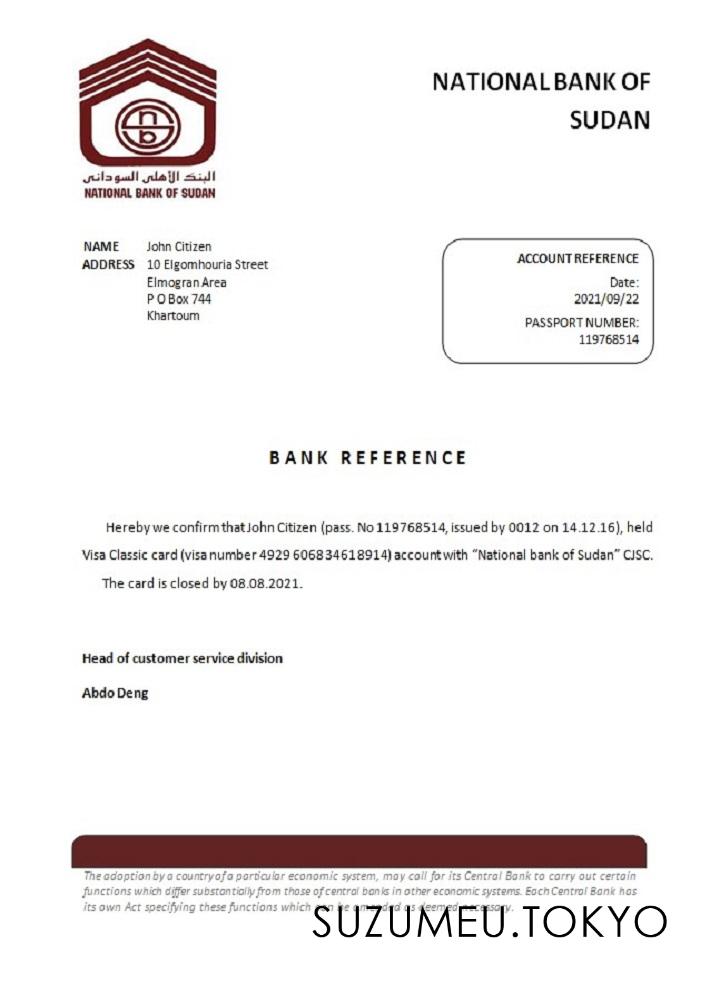 NATIONAL BANK OF
SUDAN
nb
البنك الأهلي السوداني
NATIONAL BANK OF SUDAN
NAME John Citizen
ADDRESS 10 Elgomhouria Street
Elmogran Area
P O Box 744
Khartoum
ACCOUNT REFERENCE
Date:
2021/09/22
PASSPORT NUMBER:
119768514
BANK REFERENCE
Hereby we confirm that John Citizen (pass. No 119768514, issued by 0012 on 14.12.16), held
Visa Classic card (visa number 4929 606834618914) account with “National bank of Sudan” CJSC.
The card is closed by 08.08.2021.
Head of customer service division
Abdo Deng
The adoption by a country of a particular economic system, may call for its Central Bank to carry out certain
functions which differ substantially from those of central banks in other economic systems. Each Central Bank has
its own Act specifying these functions which can be amended as deemed necessary.
SUZUMEU.TOKYO